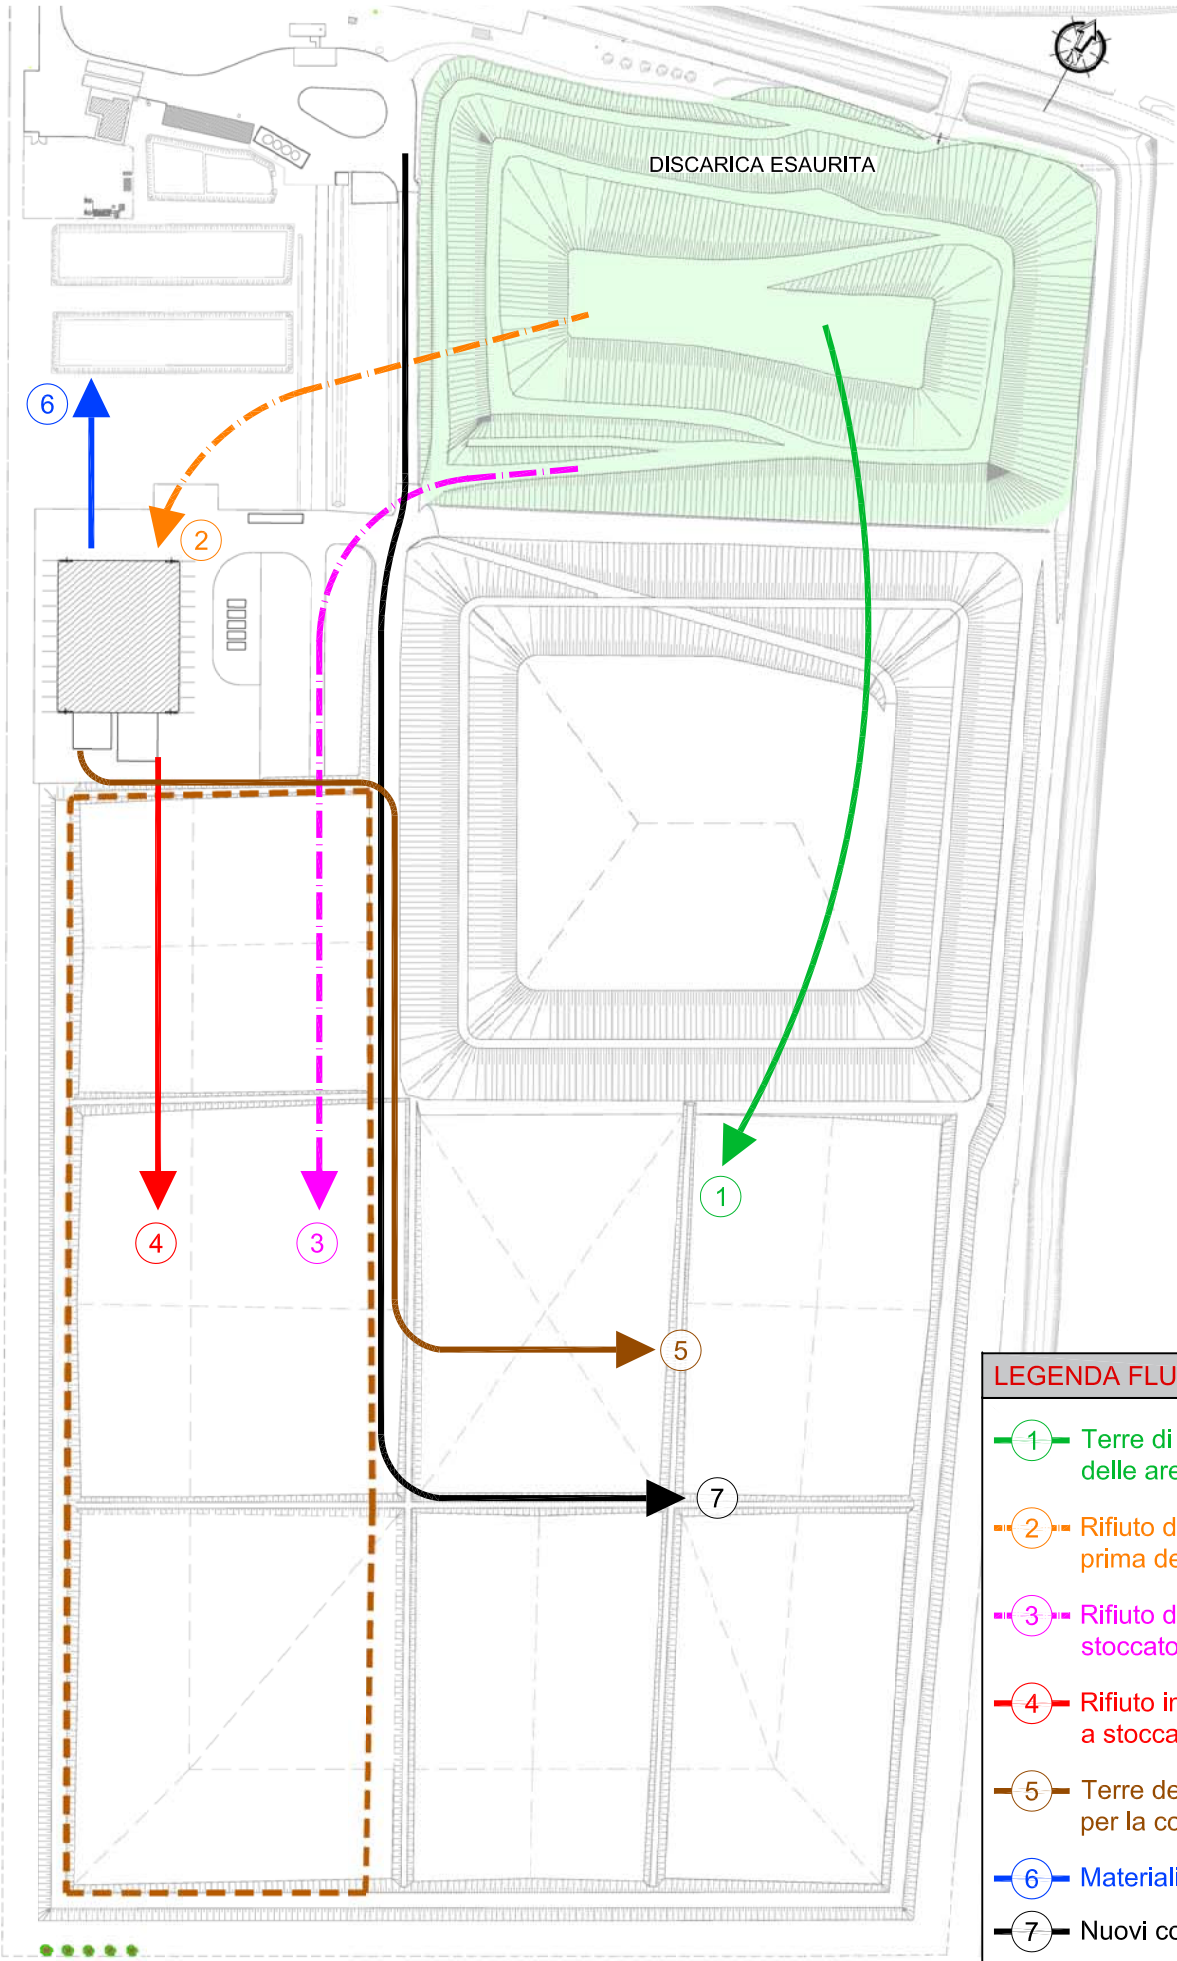 DISCARICA ESAURITA
6
2
1
4
3
5
7
LEGENDA FLU
1 Terre di
delle are
2 Rifiuto d
prima de
3 Rifiuto d
stoccato
4 Rifiuto in
a stocca
5 Terre de
per la co
6 Materiali
7 Nuovi co